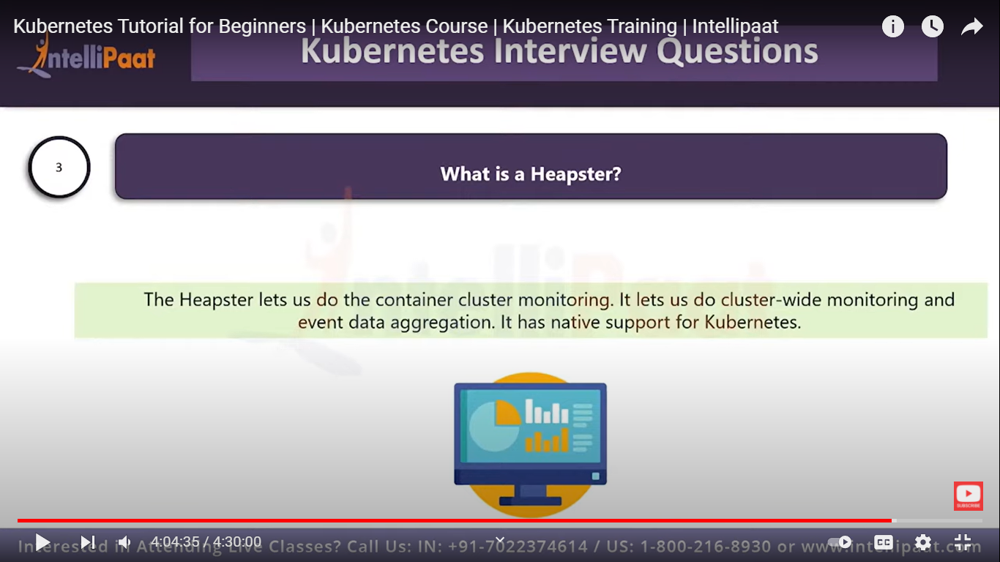 Kubernetes Tutorial for Beginners | Kubernetes Course | Kubernetes Training | Intellipaat
IntelliPaat
Kubernetes Interview Questions
3
What is a Heapster?
IntelliPaat
The Heapster lets us do the container cluster monitoring. It lets us do cluster-wide monitoring and
event data aggregation. It has native support for Kubernetes.
SUBSCRIBE
Interested in Attending Live Classes? Call Us: IN: +91-7022374614 / US: 1-800-216-8930 or www.intellipaat.com
4:04:35 / 4:30:00
CC